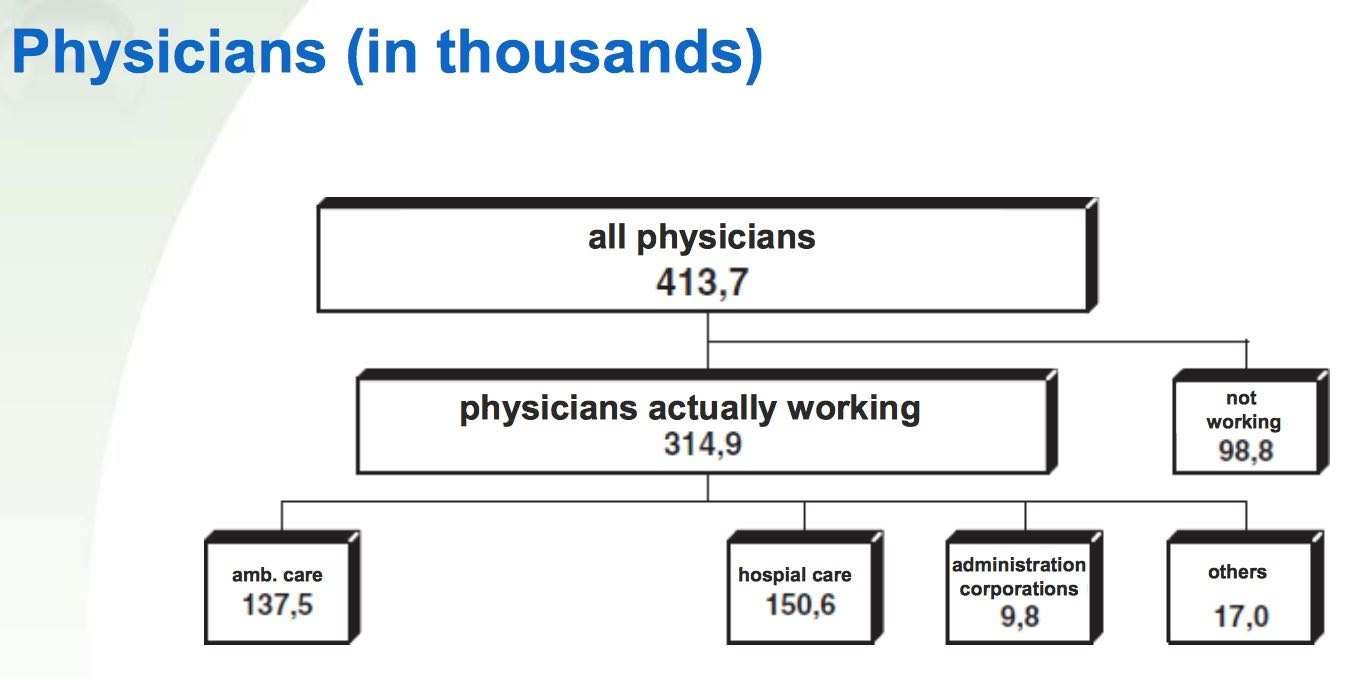 Physicians (in thousands)
all physicians
413,7
physicians actually working
314,9
not
working
98,8
amb. care
137,5
hospial care
150,6
administration
corporations
9,8
others
17,0